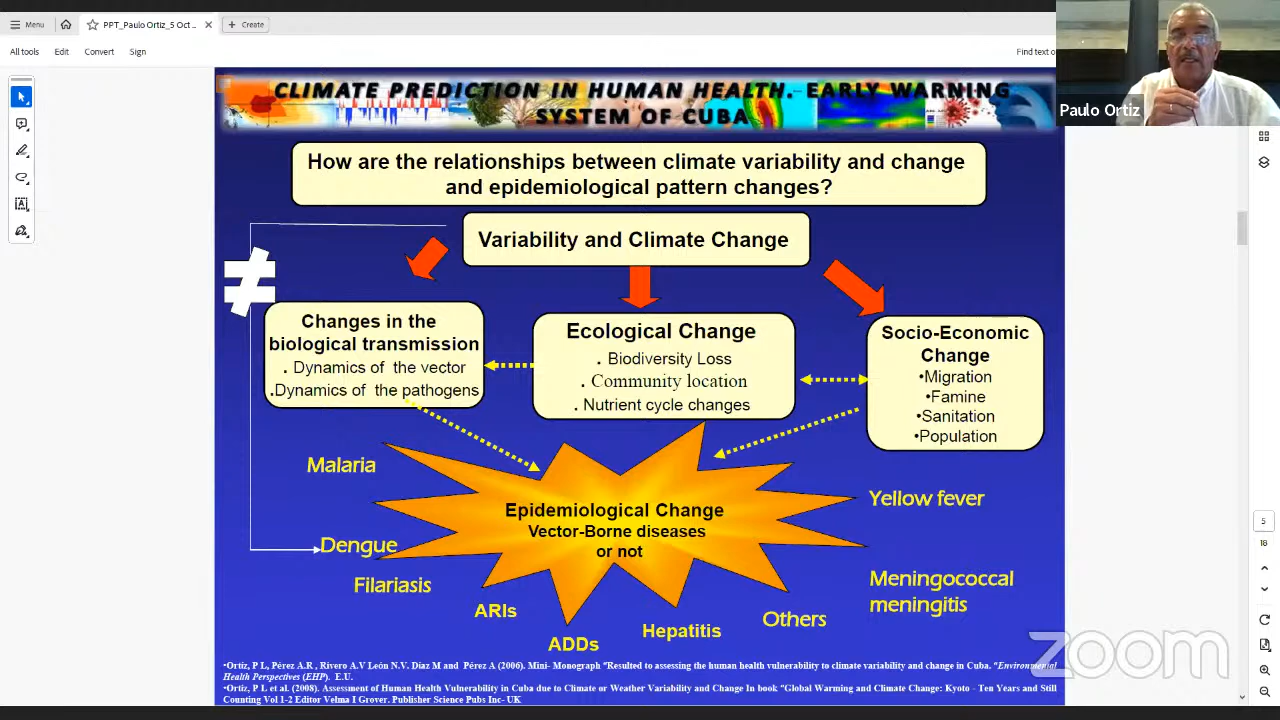 Menu
PPT_Paulo Ortiz_5 Oct...
Create
All tools Edit Convert Sign
Find text o
Paulo Ortiz
CLIMATE PREDICTION IN HUMAN HEALTH. EARLY WARNING
SYSTEM OF CUBA
How are the relationships between climate variability and change
and epidemiological pattern changes?
Variability and Climate Change
≠
Changes in the
biological transmission
. Dynamics of the vector
.Dynamics of the pathogens
Ecological Change
. Biodiversity Loss
. Community location
. Nutrient cycle changes
Socio-Economic
Change
•Migration
•Famine
•Sanitation
•Population
Malaria
Epidemiological Change
Vector-Borne diseases
or not
Yellow fever
Dengue
Filariasis
ARIs
ADDs
Hepatitis
Others
Meningococcal
meningitis
5
18
zoom
•Ortiz, P L, Pérez A.R , Rivero A.V León N.V. Díaz M and Pérez A (2006). Mini- Monograph "Resulted to assessing the human health vulnerability to climate variability and change in Cuba. "Environmental
Health Perspectives (EHP). E.U.
•Ortiz, P L et al. (2008). Assessment of Human Health Vulnerability in Cuba due to Climate or Weather Variability and Change In book "Global Warming and Climate Change: Kyoto - Ten Years and Still
Counting Vol 1-2 Editor Velma I Grover. Publisher Science Pubs Inc- UK